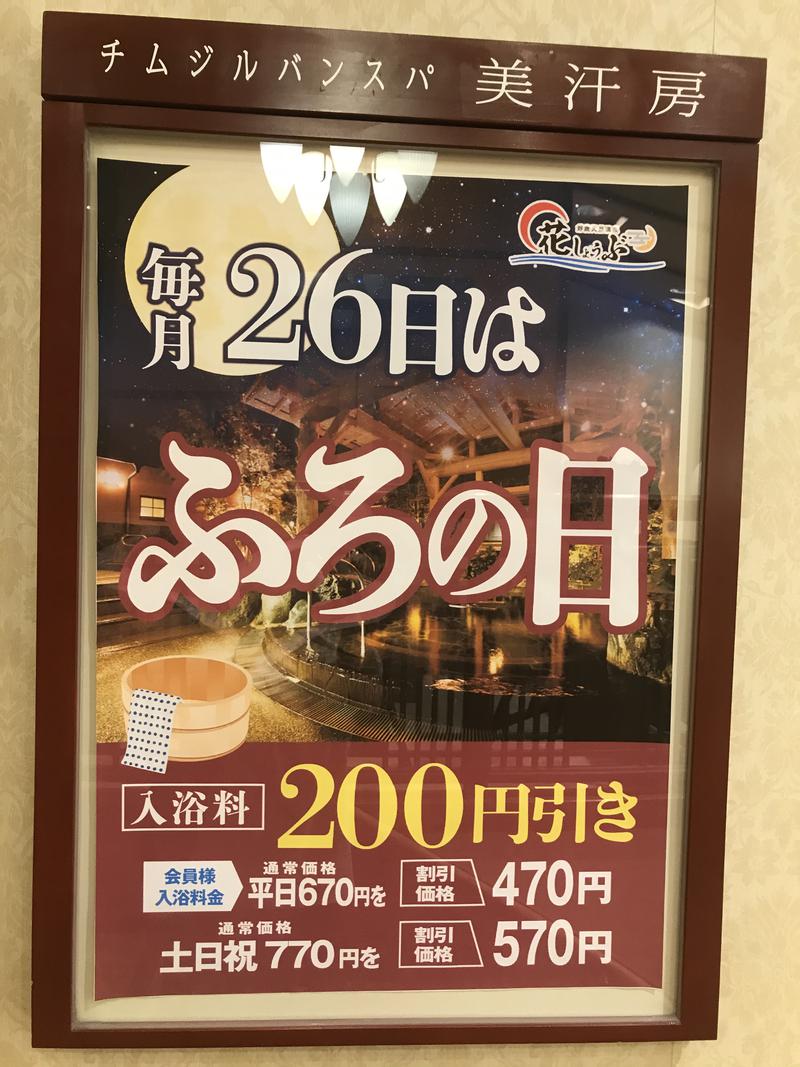 チムジルバンスパ 美汗房
花しょうぶ
毎月26日は
ふろの日
入浴料 200円引き
会員様
入浴料金
通常価格
平日670円を
割引
価格
470円
通常価格
土日祝 770円を
割引
価格
570円